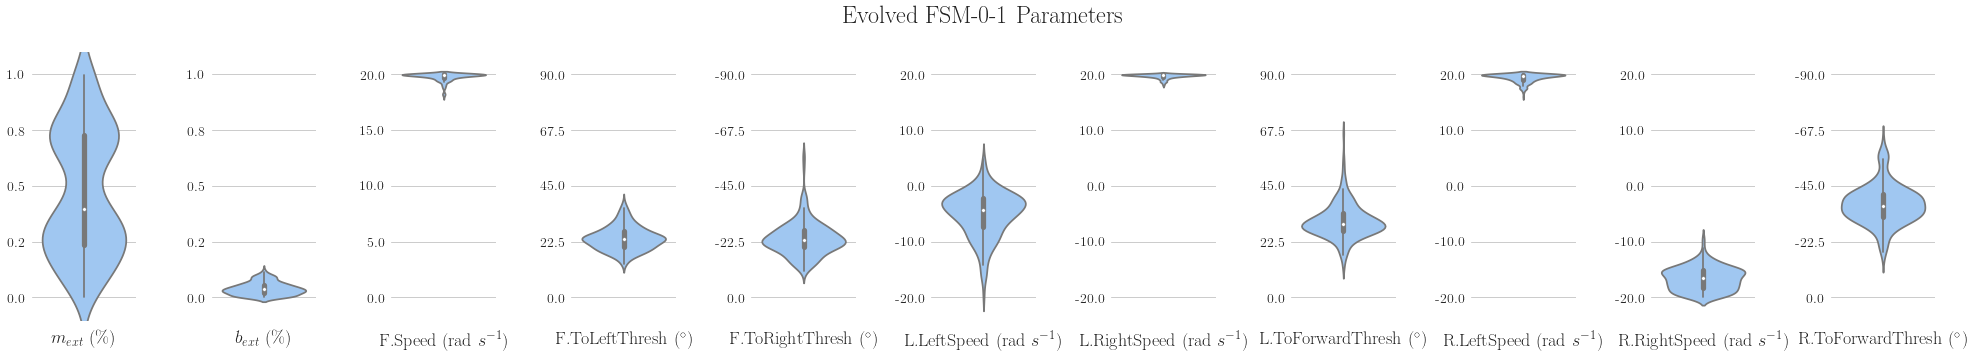 Evolved FSM-0-1 Parameters
1.0 1.0 20.0 90.0 -90.0 20.0 20.0 90.0 20.0 20.0 -90.0
0.8 0.8 15.0 67.5 -67.5 10.0 10.0 67.5 10.0 10.0 -67.5
0.5 0.5 10.0 45.0 -45.0 0.0 0.0 45.0 0.0 0.0 -45.0
0.2 0.2 5.0 22.5 -22.5 -10.0 -10.0 22.5 -10.0 -10.0 -22.5
0.0 0.0 0.0 0.0 0.0 -20.0 -20.0 0.0 -20.0 -20.0 0.0
m_ext (%) b_ext (%) F.Speed (rad s⁻¹) F.ToLeftThresh (°) F.ToRightThresh (°) L.LeftSpeed (rad s⁻¹) L.RightSpeed (rad s⁻¹) L.ToForwardThresh (°) R.LeftSpeed (rad s⁻¹) R.RightSpeed (rad s⁻¹) R.ToForwardThresh (°)